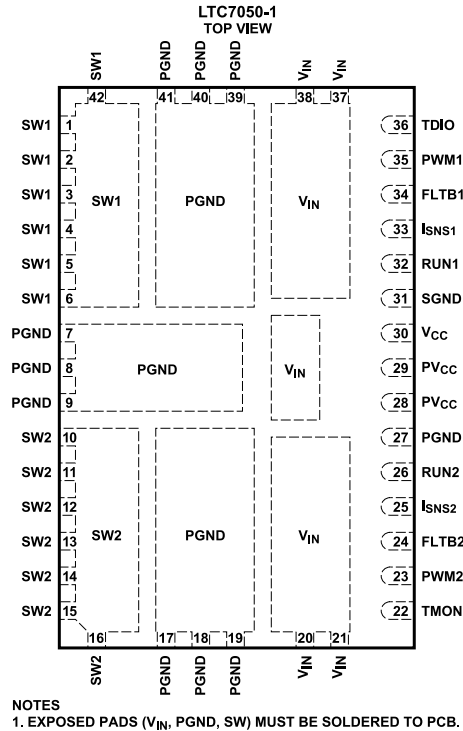 LTC7050-1
TOP VIEW
SW1 PGND PGND PGND VIN VIN
42 41 40 39 38 37
SW1 1 36 TDIO
SW1 2 35 PWM1
SW1 3 34 FLTB1
SW1 PGND VIN
SW1 4 33 ISNS1
SW1 5 32 RUN1
SW1 6 31 SGND
PGND 7 30 VCC
PGND 8 PGND VIN 29 PVCC
PGND 9 28 PVCC
SW2 10 27 PGND
SW2 11 26 RUN2
SW2 12 25 ISNS2
SW2 13 SW2 PGND VIN 24 FLTB2
SW2 14 23 PWM2
SW2 15 22 TMON
16 17 18 19 20 21
SW2 PGND PGND PGND VIN VIN
NOTES
1. EXPOSED PADS (VIN, PGND, SW) MUST BE SOLDERED TO PCB.